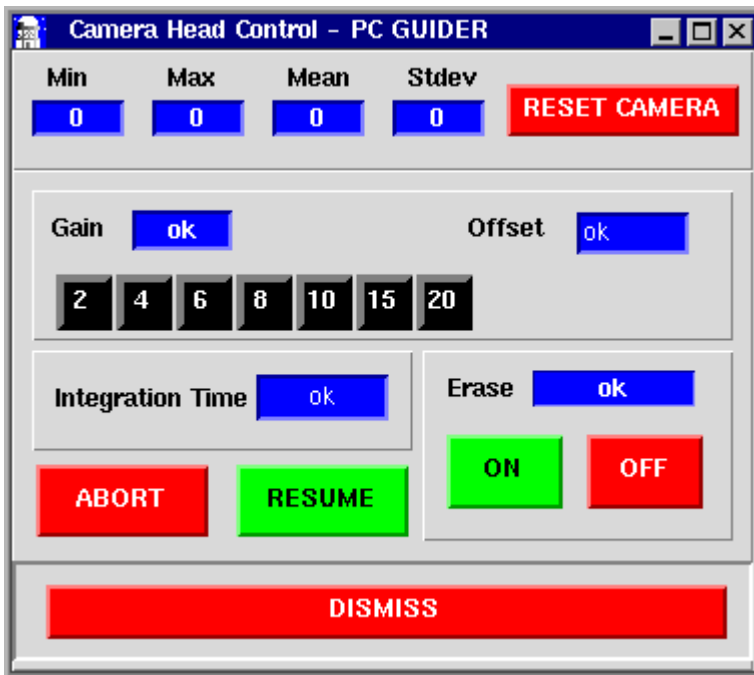 Camera Head Control - PC GUIDER
Min Max Mean Stdev
0 0 0 0 RESET CAMERA
Gain ok Offset ok
2 4 6 8 10 15 20
Integration Time ok
Erase ok
ON OFF
ABORT RESUME
DISMISS